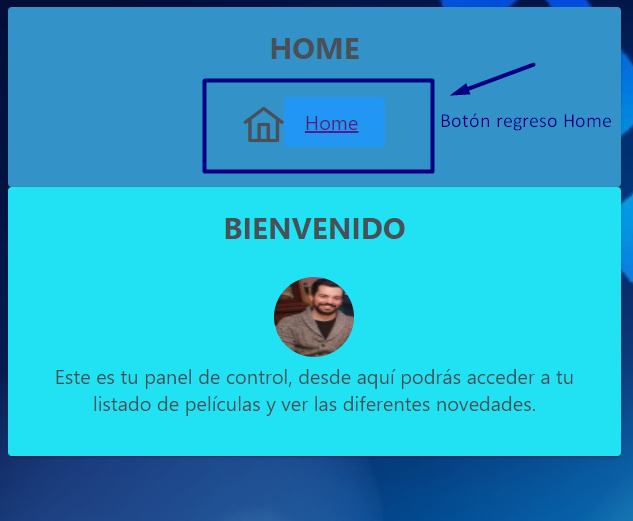 HOME
Home
Botón regreso Home
BIENVENIDO
Este es tu panel de control, desde aquí podrás acceder a tu
listado de películas y ver las diferentes novedades.